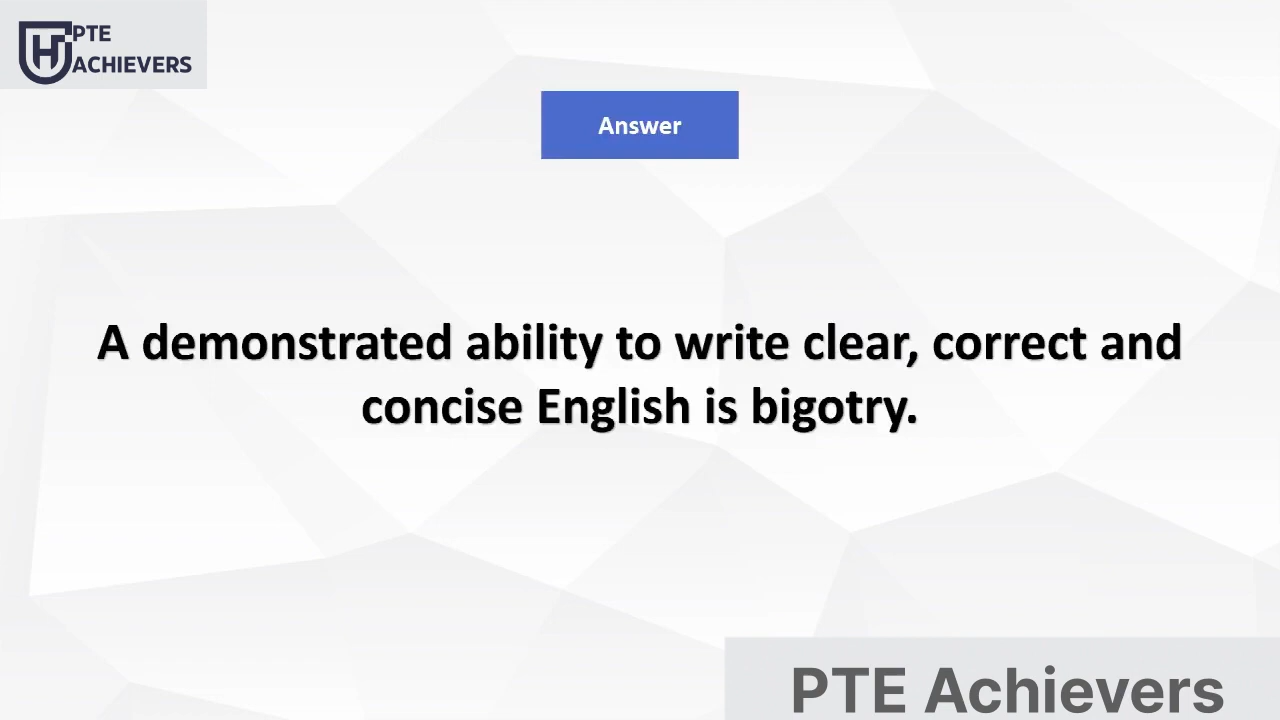 PTE
ACHIEVERS
Answer
A demonstrated ability to write clear, correct and
concise English is bigotry.
PTE Achievers